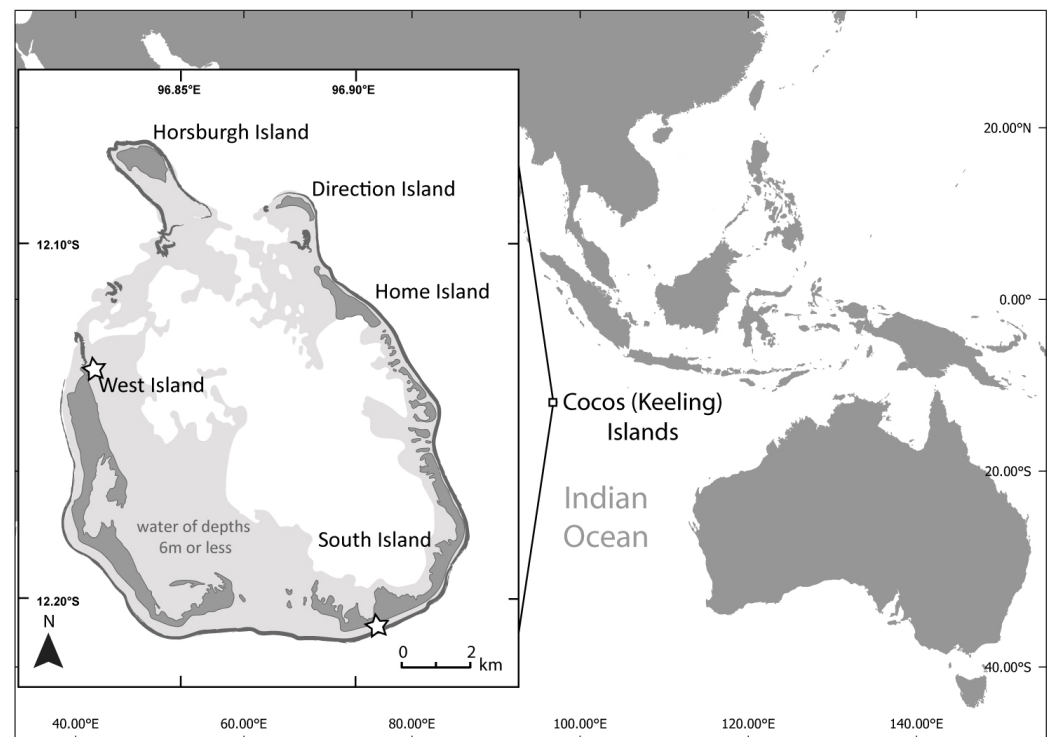 96.85°E
96.90°E
Horsburgh Island
Direction Island
12.10°S
Home Island
West Island
water of depths
6m or less
South Island
12.20°S
N
0
2
km
20.00°N
0.00°
Cocos (Keeling)
Islands
Indian
Ocean
20.00°S
40.00°S
40.00°E
60.00°E
80.00°E
100.00°E
120.00°E
140.00°E